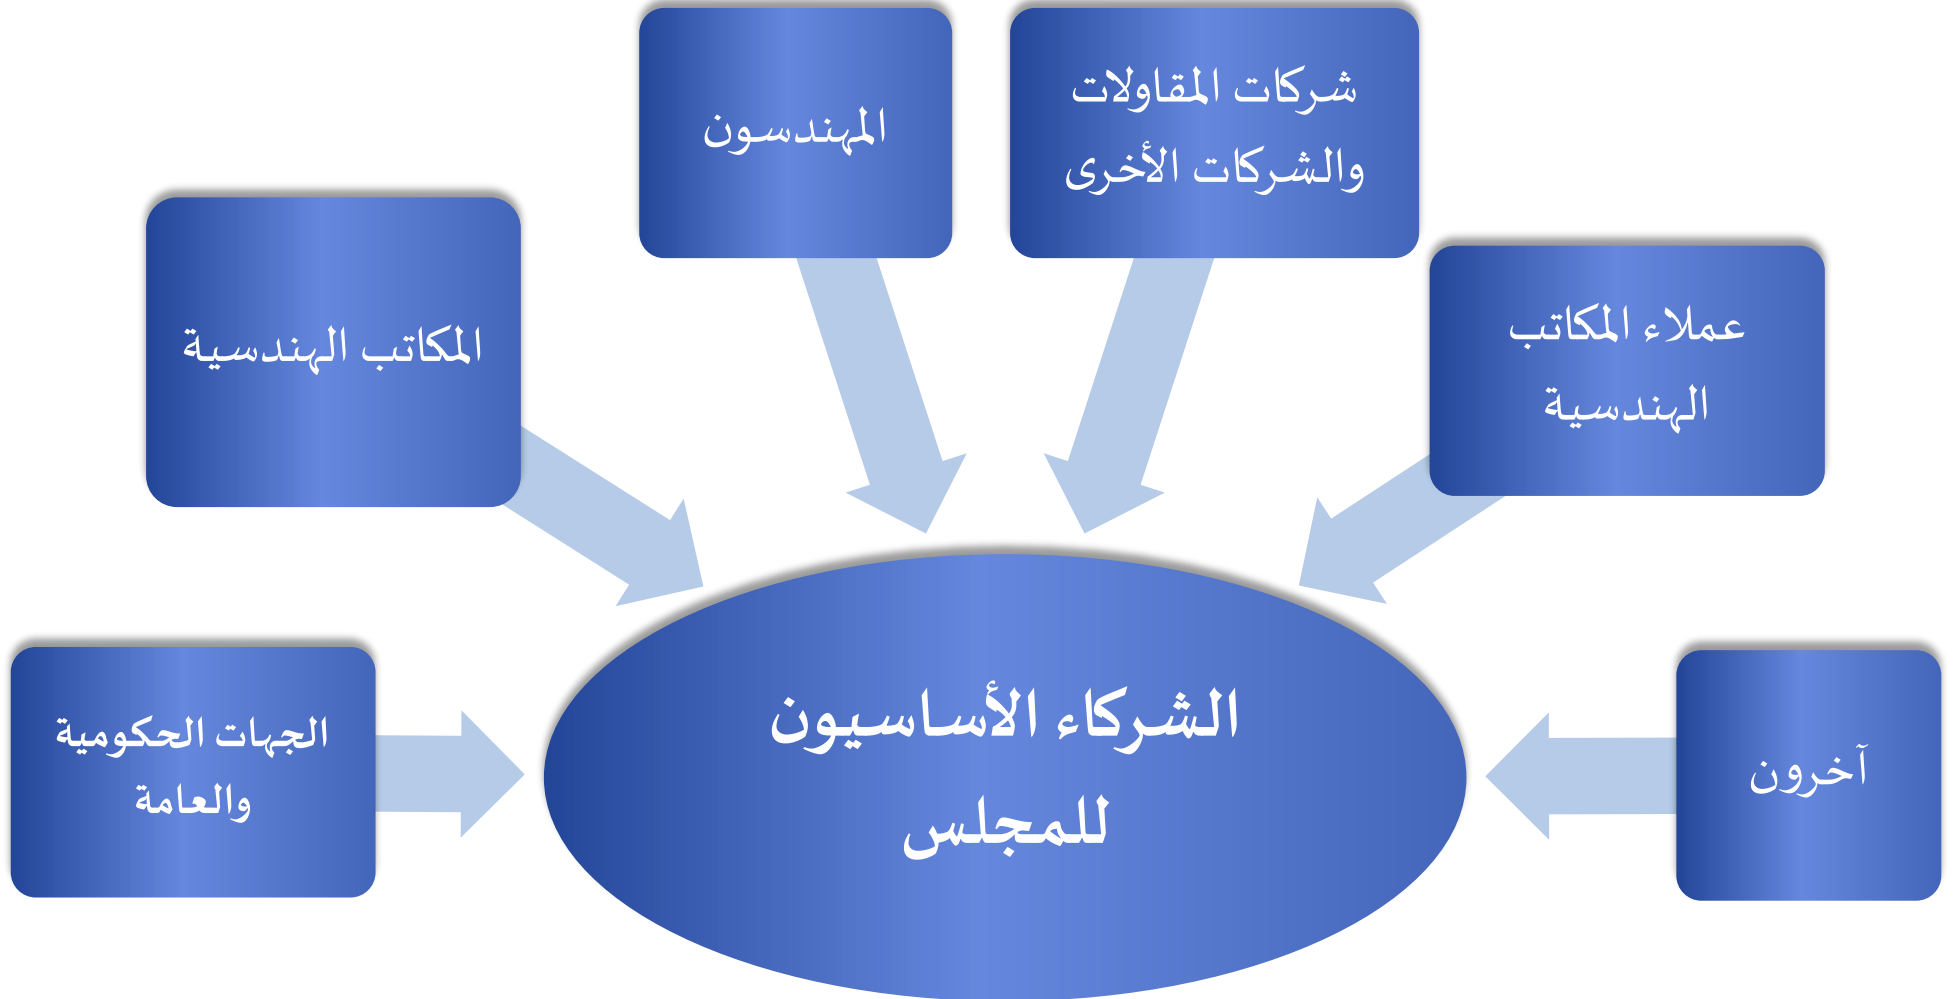 شركات المقاولات
والشركات الأخرى
المهندسون
عملاء المكاتب
الهندسية
المكاتب الهندسية
آخرون
الجهات الحكومية
والعامة
الشركاء الأساسيون
للمجلس